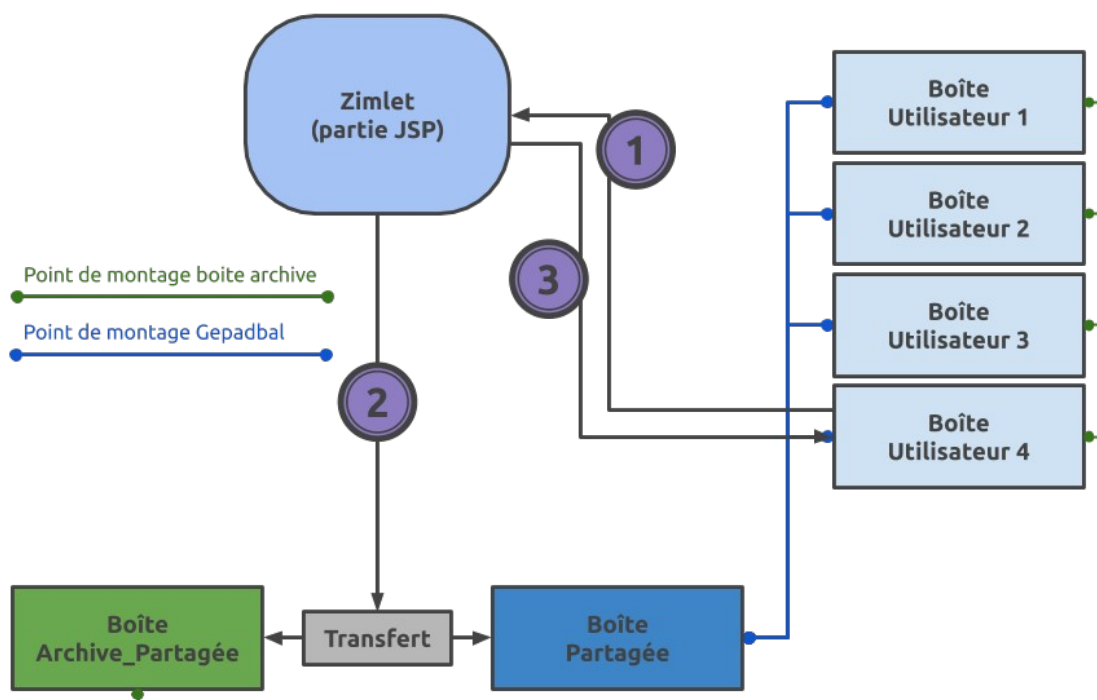 Zimlet
(partie JSP)
1
Boîte
Utilisateur 1
Boîte
Utilisateur 2
Point de montage boite archive
3
Point de montage Gepadbal
Boîte
Utilisateur 3
2
Boîte
Utilisateur 4
Boîte
Archive_Partagée
Transfert
Boîte
Partagée